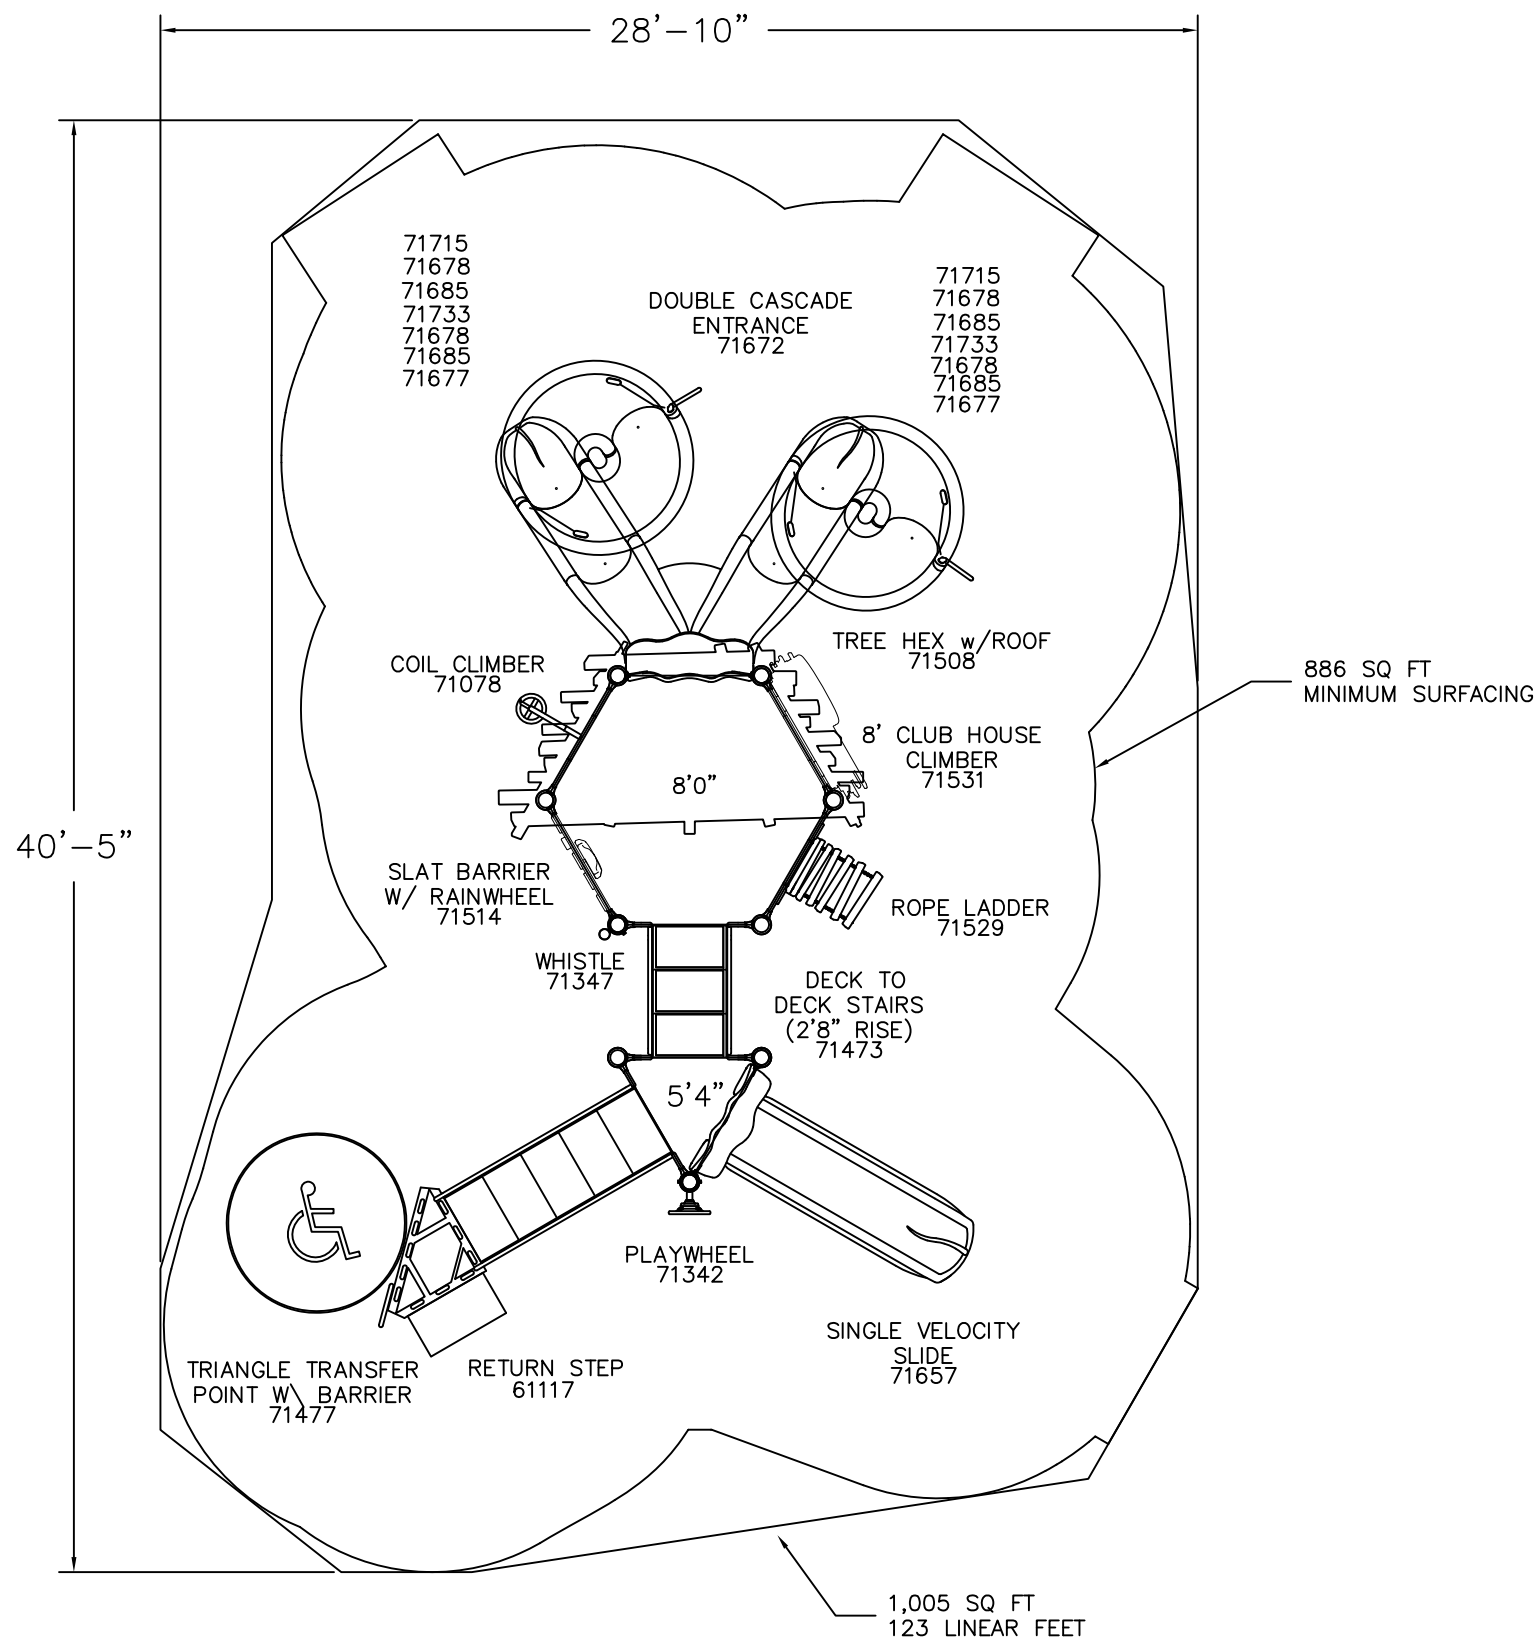 28'-10"
71715
71678
71685
71733
71678
71685
71677
DOUBLE CASCADE
ENTRANCE
71672
71715
71678
71685
71733
71678
71685
71677
TREE HEX w/ROOF
71508
COIL CLIMBER
71078
886 SQ FT
MINIMUM SURFACING
8' CLUB HOUSE
CLIMBER
71531
8'0"
40'-5"
SLAT BARRIER
W/ RAINWHEEL
71514
ROPE LADDER
71529
WHISTLE
71347
DECK TO
DECK STAIRS
(2'8" RISE)
71473
5'4"
PLAYWHEEL
71342
SINGLE VELOCITY
SLIDE
71657
TRIANGLE TRANSFER
POINT W\ BARRIER
71477
RETURN STEP
61117
1,005 SQ FT
123 LINEAR FEET